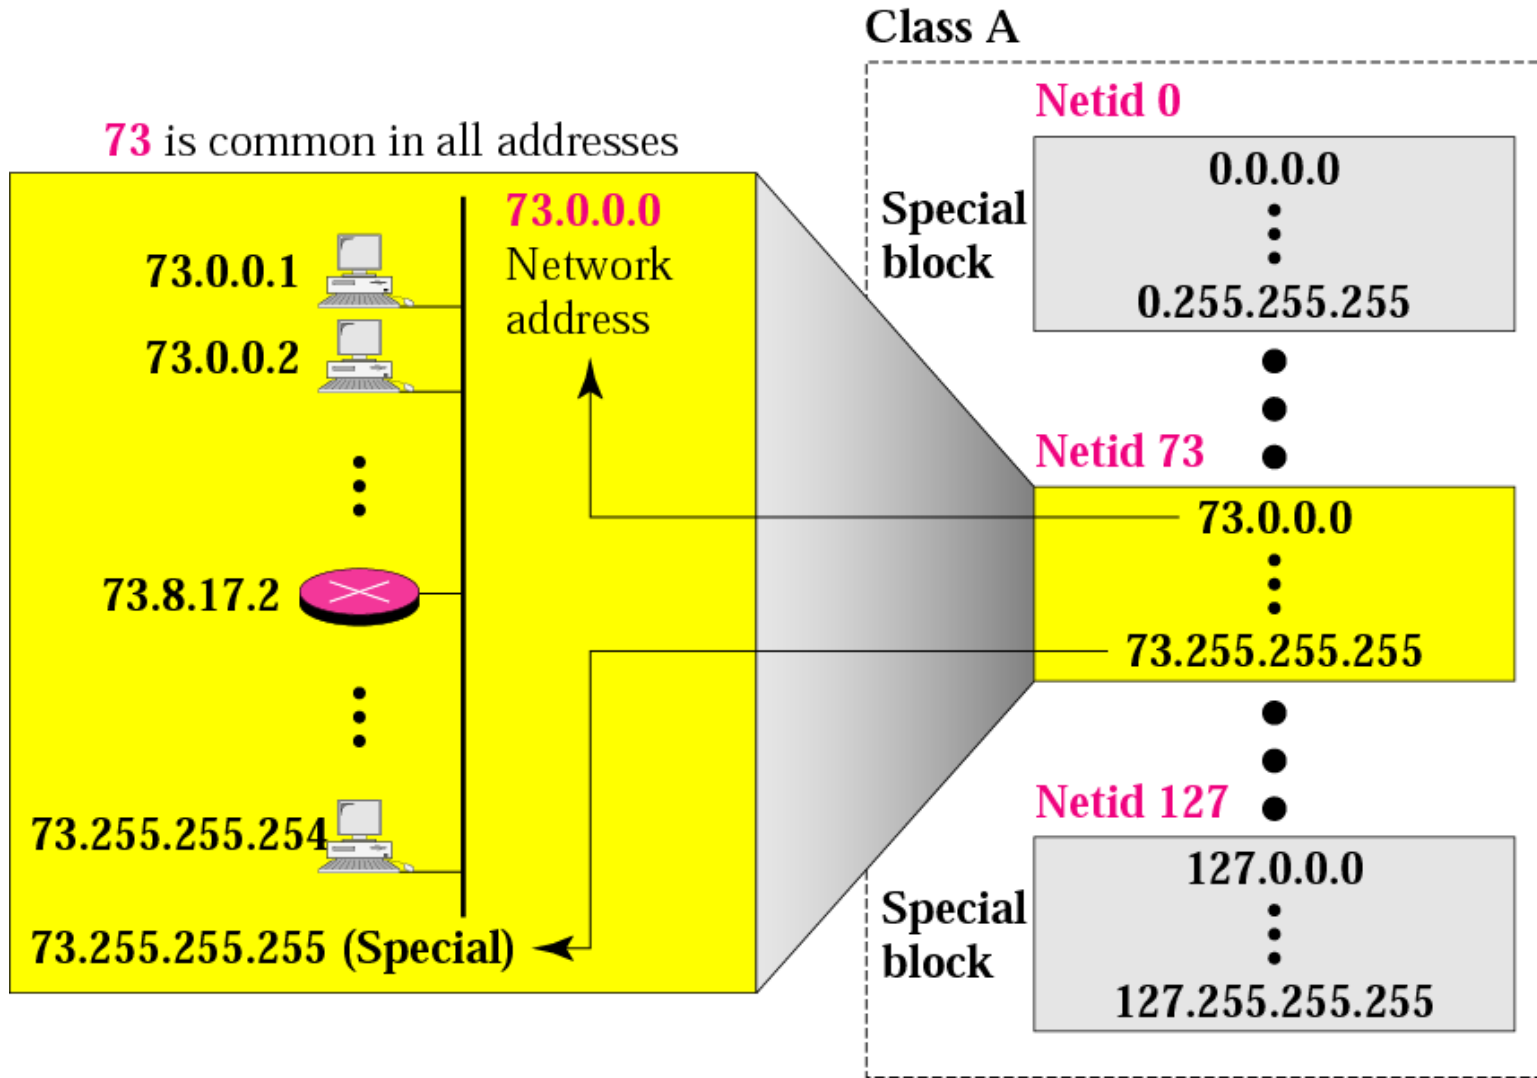 Class A
73 is common in all addresses
73.0.0.0
Network
address
73.0.0.1
73.0.0.2
73.8.17.2
73.255.255.254
73.255.255.255 (Special)
Netid 0
Special
block
0.0.0.0
0.255.255.255
Netid 73
73.0.0.0
73.255.255.255
Netid 127
Special
block
127.0.0.0
127.255.255.255